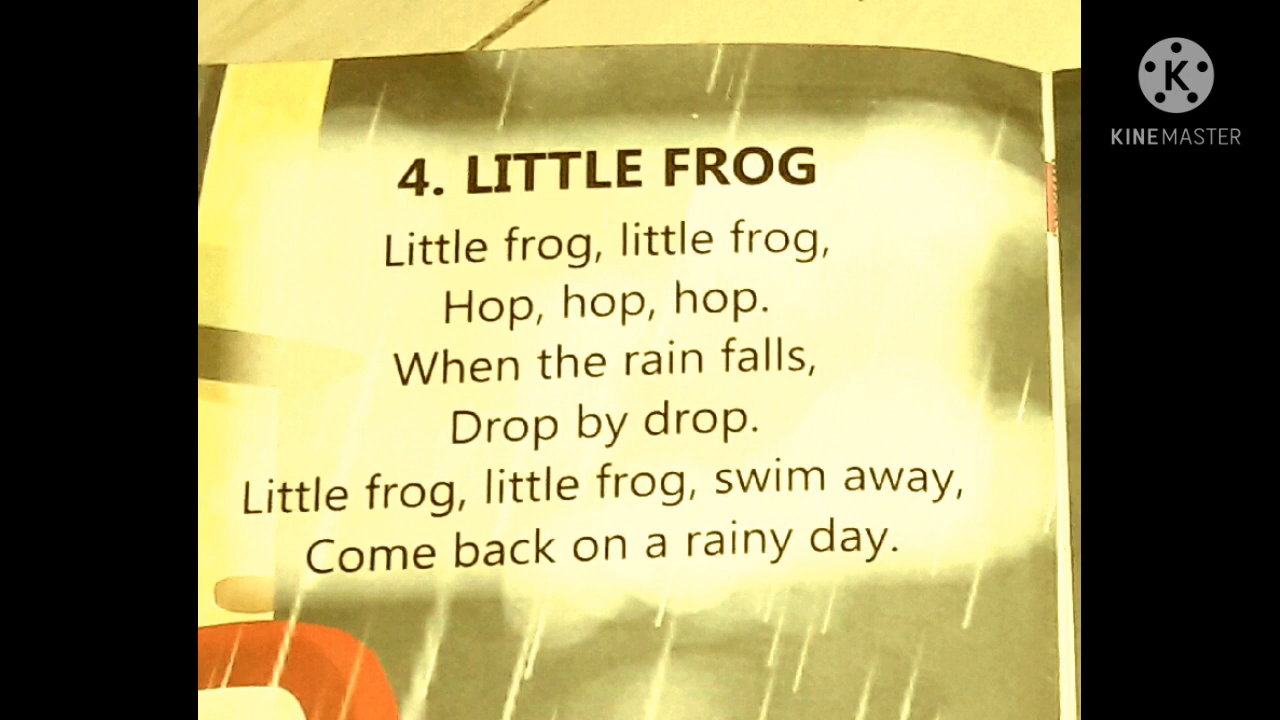 4. LITTLE FROG
Little frog, little frog,
Hop, hop, hop.
When the rain falls,
Drop by drop.
Little frog, little frog, swim away,
Come back on a rainy day.
K
KINEMASTER